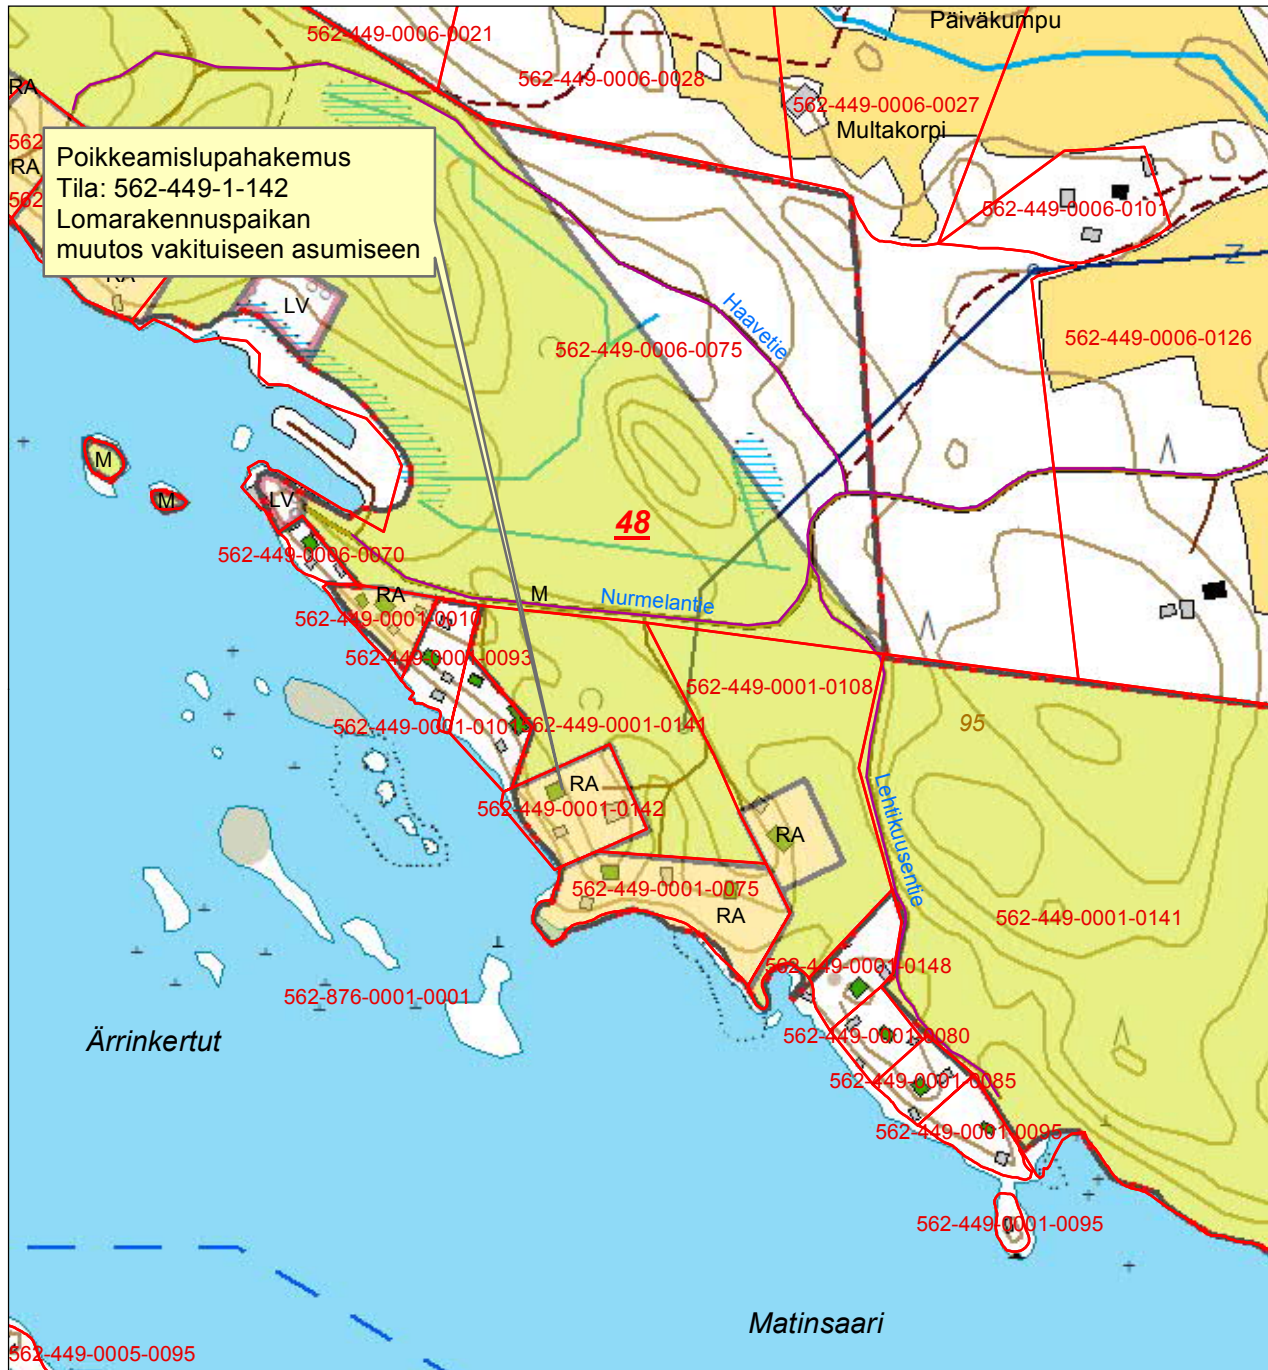 Päiväkumpu
562-449-0006-0021
562-449-0006-0028
RA
562-449-0006-0027
Multakorpi
562
Poikkeamislupahakemus
Tila: 562-449-1-142
Lomarakennuspaikan
muutos vakituiseen asumiseen
RA
562
562-449-0006-0101
RA
LV
Haavetie
562-449-0006-0075
562-449-0006-0126
M
M
LV
48
562-449-0006-0070
RA
M
Nurmelantie
562-449-0001-0010
562-449-0001-0093
562-449-0001-0108
562-449-0001-0101
562-449-0001-0141
95
RA
562-449-0001-0142
Lehtikuusentie
RA
562-449-0001-0075
RA
562-449-0001-0141
562-449-0001-0148
562-876-0001-0001
Ärrinkertut
562-449-0001-0080
562-449-0001-0085
562-449-0001-0095
562-449-0001-0095
Matinsaari
562-449-0005-0095